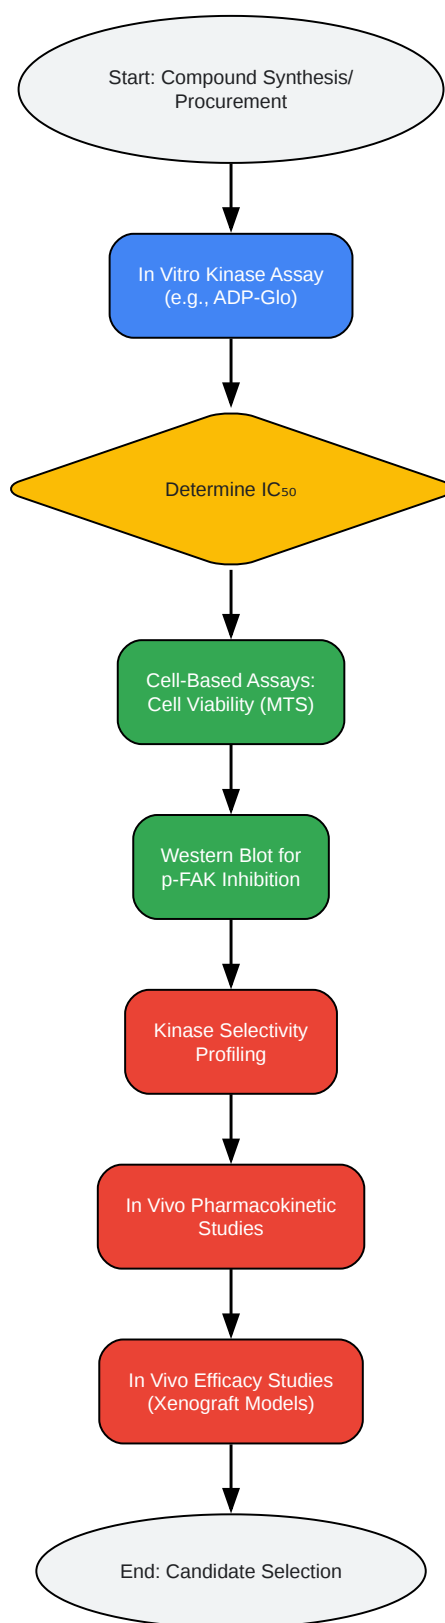 Start: Compound Synthesis/
Procurement
In Vitro Kinase Assay
(e.g., ADP-Glo)
Determine IC₅₀
Cell-Based Assays:
Cell Viability (MTS)
Western Blot for
p-FAK Inhibition
Kinase Selectivity
Profiling
In Vivo Pharmacokinetic
Studies
In Vivo Efficacy Studies
(Xenograft Models)
End: Candidate Selection